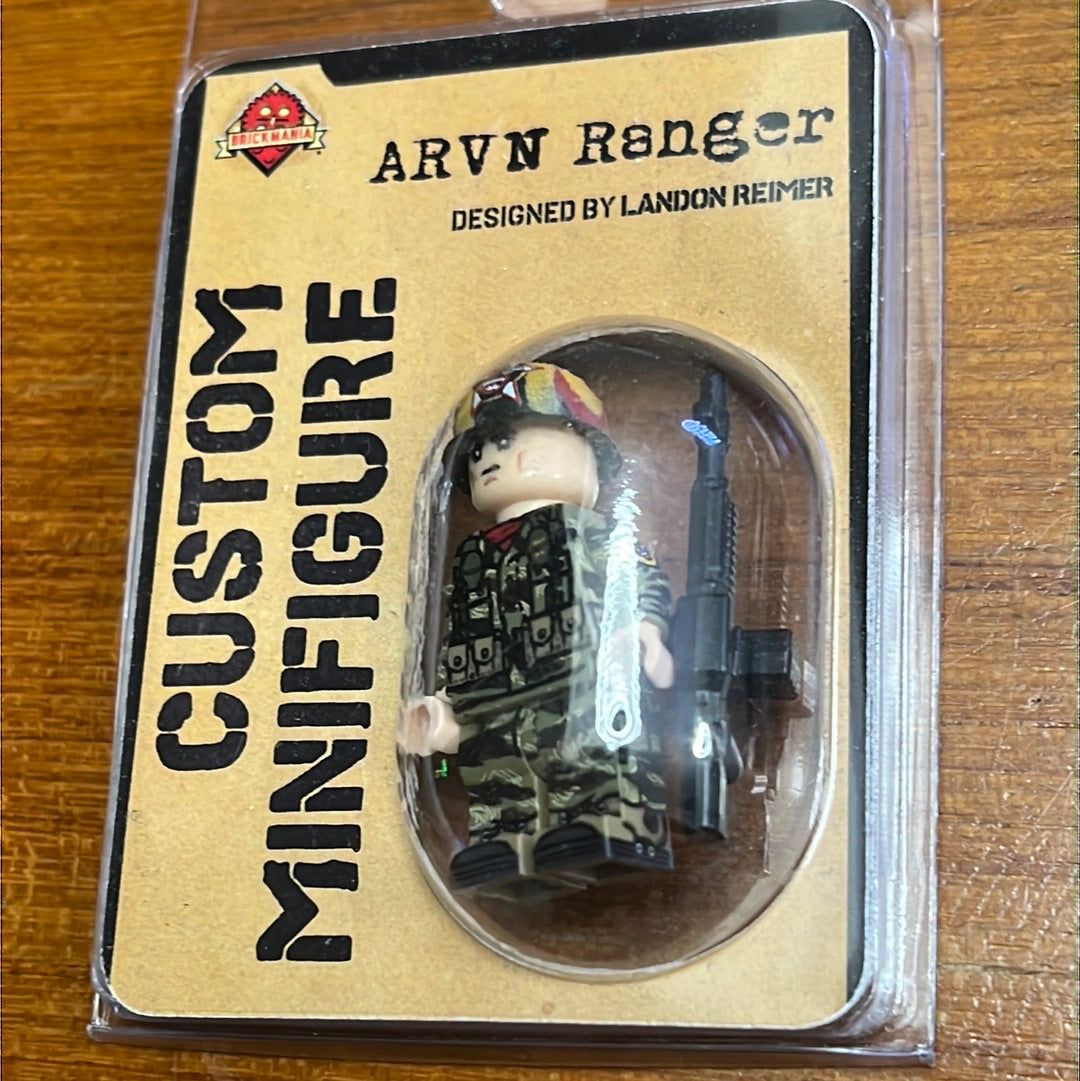 BRICKMANIA
ARVN Ranger
DESIGNED BY LANDON REIMER
CUSTOM
MINIFIGURE